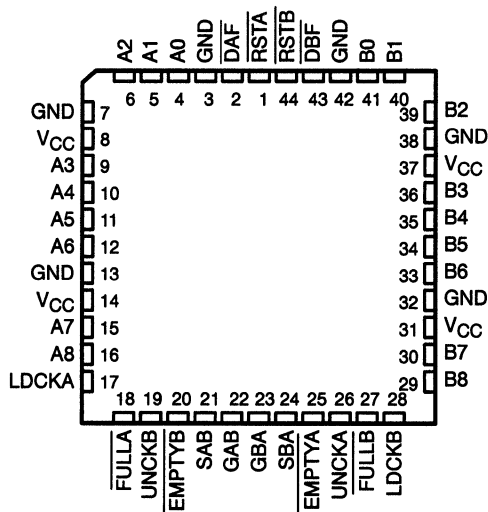 A2 A1 A0 GND DAF RSTA RSTB DBF GND B0 B1
6 5 4 3 2 1 44 43 42 41 40
GND 7 39 B2
VCC 8 38 GND
A3 9 37 VCC
A4 10 36 B3
A5 11 35 B4
A6 12 34 B5
GND 13 33 B6
VCC 14 32 GND
A7 15 31 VCC
A8 16 30 B7
LDCKA 17 29 B8
18 19 20 21 22 23 24 25 26 27 28
FULLA UNCKB EMPTYB SAB GAB GBA SBA EMPTYA UNCKA FULLB LDCKB